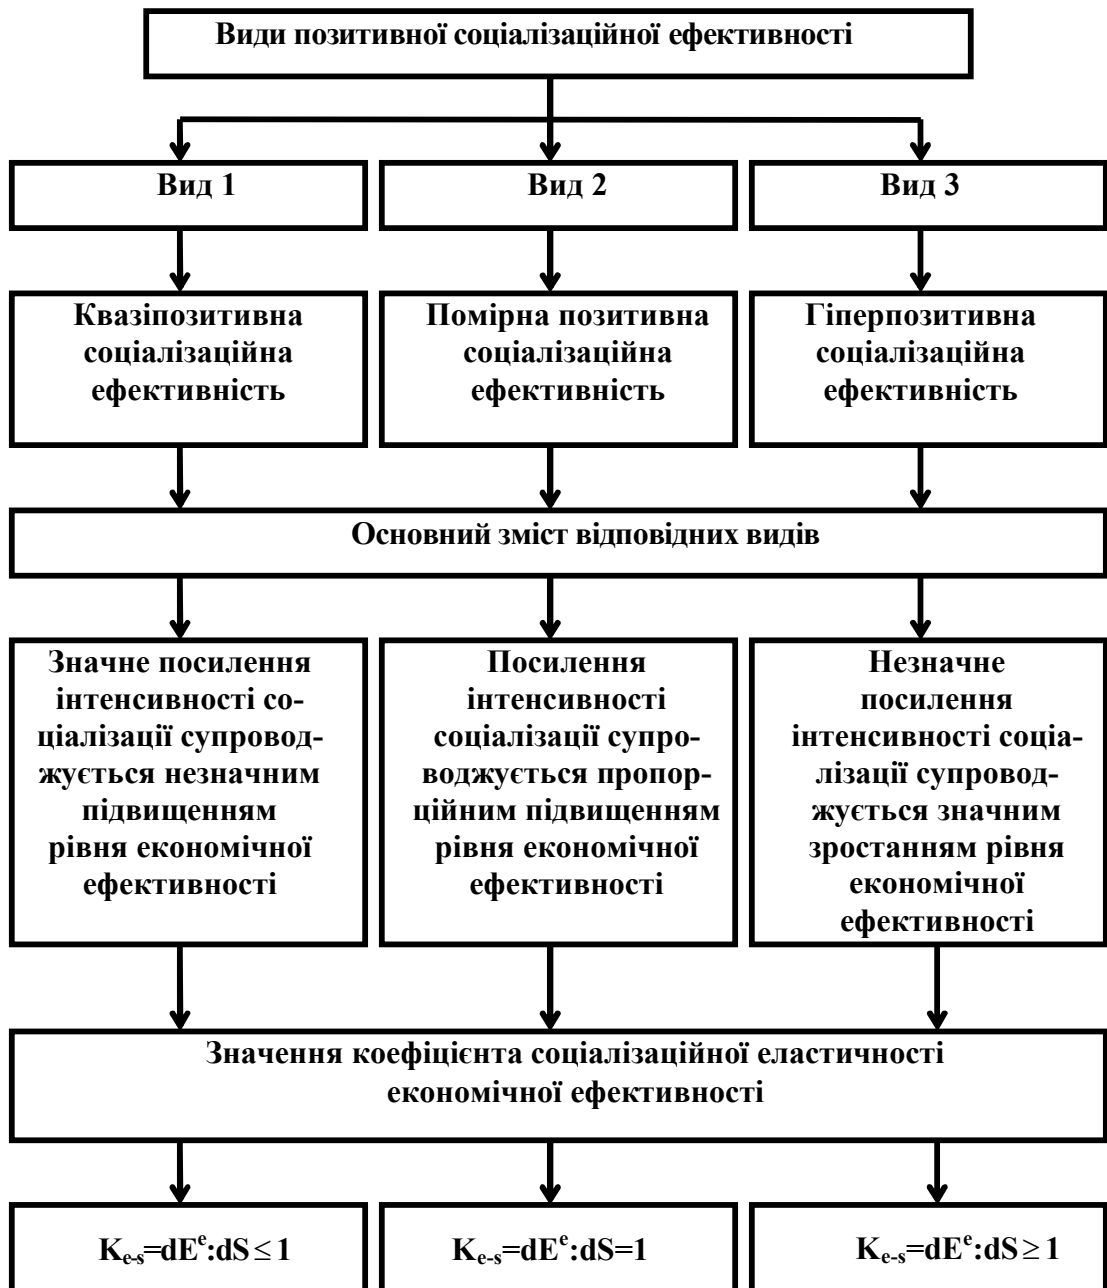 Види позитивної соціалізаційної ефективності
Вид 1
Вид 2
Вид 3
Квазіпозитивна
соціалізаційна
ефективність
Помірна позитивна
соціалізаційна
ефективність
Гіперпозитивна
соціалізаційна
ефективність
Основний зміст відповідних видів
Значне посилення
інтенсивності со-
ціалізації супровод-
жується незначним
підвищенням
рівня економічної
ефективності
Посилення
інтенсивності
соціалізації супро-
воджується пропор-
ційним підвищенням
рівня економічної
ефективності
Незначне
посилення
інтенсивності соціа-
лізації супровод-
жується значним
зростанням рівня
економічної
ефективності
Значення коефіцієнта соціалізаційної еластичності
економічної ефективності
Kₑ₋ₛ=dEᵉ:dS ≤ 1
Kₑ₋ₛ=dEᵉ:dS=1
Kₑ₋ₛ=dEᵉ:dS ≥ 1